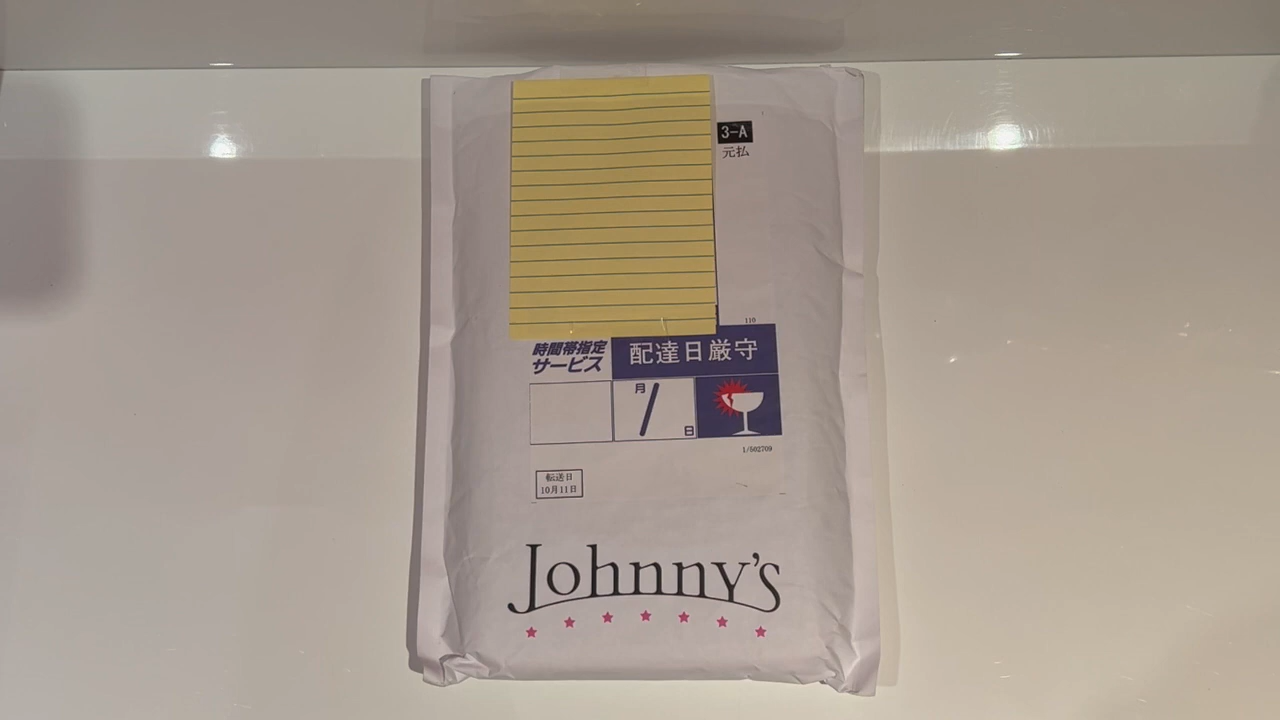 3-A
元払
110
時間帯指定
サービス
配達日厳守
月/日
1/502709
転送日
10月11日
Johnny's